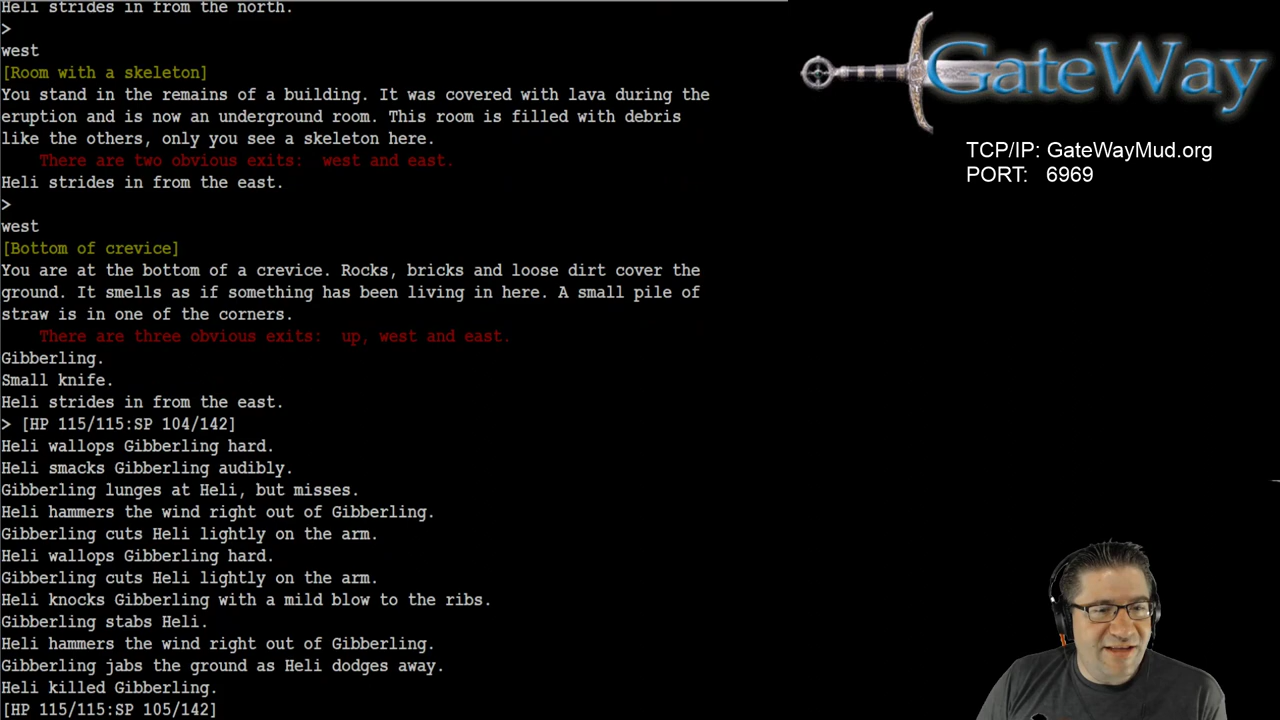 Heli strides in from the north.
>
west
[Room with a skeleton]
You stand in the remains of a building. It was covered with lava during the
eruption and is now an underground room. This room is filled with debris
like the others, only you see a skeleton here.
There are two obvious exits:  west and east.
Heli strides in from the east.
>
west
[Bottom of crevice]
You are at the bottom of a crevice. Rocks, bricks and loose dirt cover the
ground. It smells as if something has been living in here. A small pile of
straw is in one of the corners.
There are three obvious exits:  up, west and east.
Gibberling.
Small knife.
Heli strides in from the east.
> [HP 115/115:SP 104/142]
Heli wallops Gibberling hard.
Heli smacks Gibberling audibly.
Gibberling lunges at Heli, but misses.
Heli hammers the wind right out of Gibberling.
Gibberling cuts Heli lightly on the arm.
Heli wallops Gibberling hard.
Gibberling cuts Heli lightly on the arm.
Heli knocks Gibberling with a mild blow to the ribs.
Gibberling stabs Heli.
Heli hammers the wind right out of Gibberling.
Gibberling jabs the ground as Heli dodges away.
Heli killed Gibberling.
[HP 115/115:SP 105/142]
GateWay
TCP/IP: GateWayMud.org
PORT: 6969